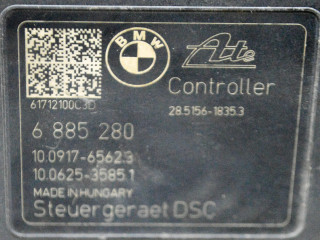 BMW
Ate
Controller
61712100C3D
28.5156-1835.3
6 885 280
10.0917-6562.3
10.0625-3585.1
MADE IN HUNGARY
Steuergeraet DSC